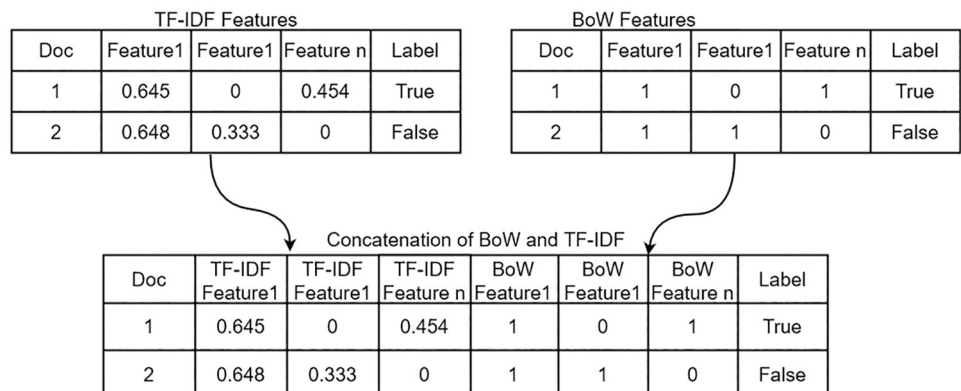 TF-IDF Features
Doc Feature1 Feature1 Feature n Label
1 0.645 0 0.454 True
2 0.648 0.333 0 False
BoW Features
Doc Feature1 Feature1 Feature n Label
1 1 0 1 True
2 1 1 0 False
Concatenation of BoW and TF-IDF
Doc TF-IDF Feature1 TF-IDF Feature1 TF-IDF Feature n BoW Feature1 BoW Feature1 BoW Feature n Label
1 0.645 0 0.454 1 0 1 True
2 0.648 0.333 0 1 1 0 False